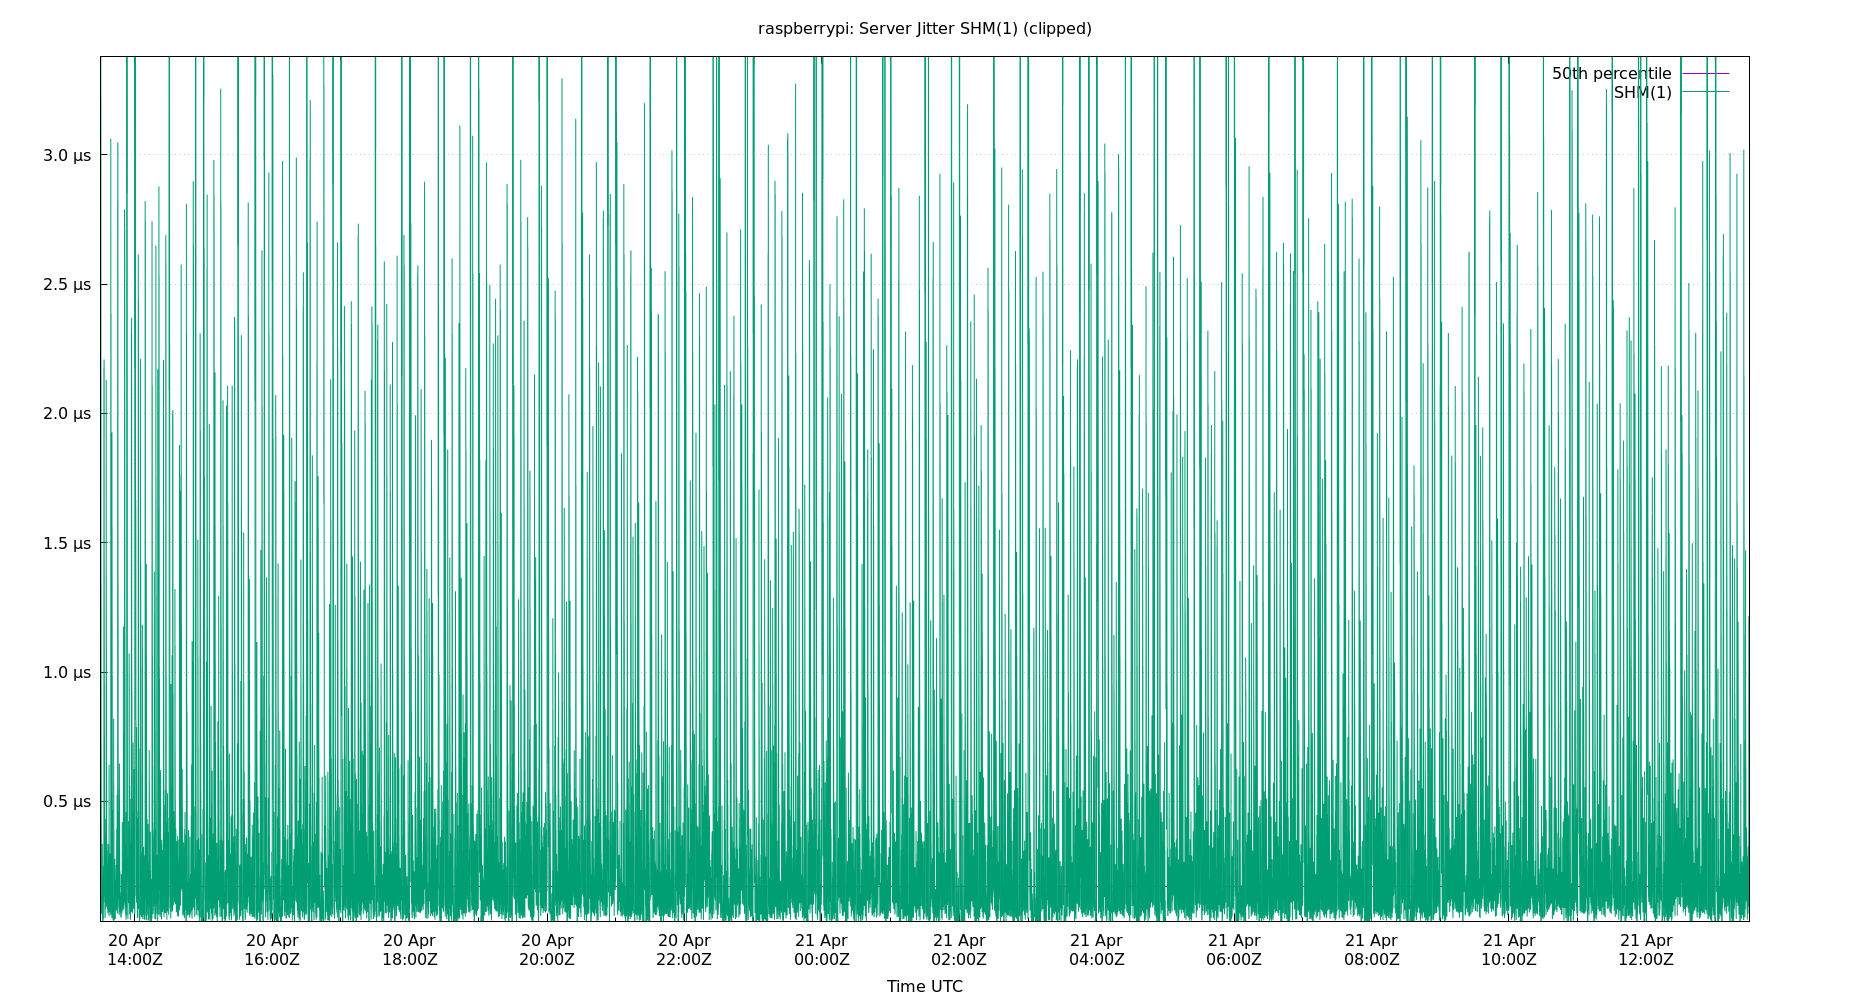 raspberrypi: Server Jitter SHM(1) (clipped)
50th percentile
SHM(1)
3.0 µs
2.5 µs
2.0 µs
1.5 µs
1.0 µs
0.5 µs
20 Apr 20 Apr 20 Apr 20 Apr 20 Apr 21 Apr 21 Apr 21 Apr 21 Apr 21 Apr 21 Apr 21 Apr
14:00Z 16:00Z 18:00Z 20:00Z 22:00Z 00:00Z 02:00Z 04:00Z 06:00Z 08:00Z 10:00Z 12:00Z
Time UTC